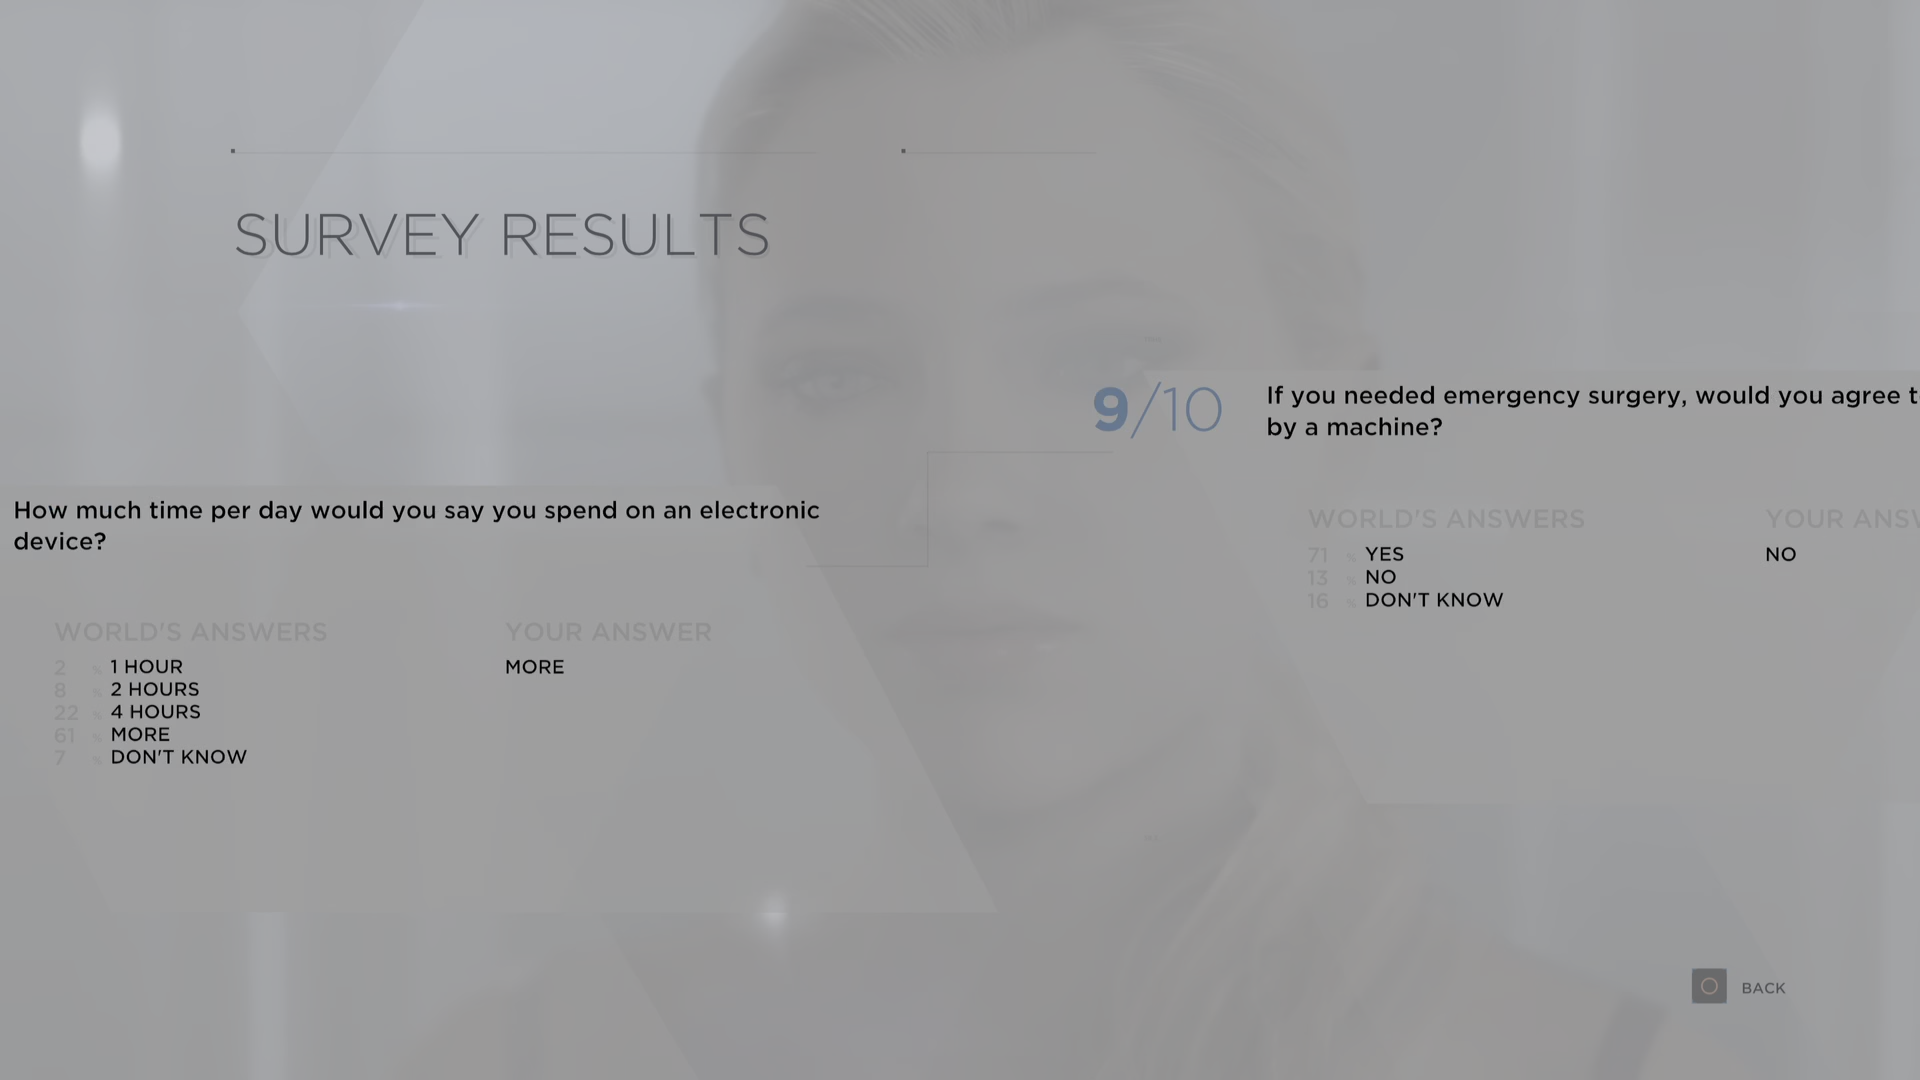 SURVEY RESULTS
How much time per day would you say you spend on an electronic
device?
WORLD'S ANSWERS
YOUR ANSWER
2 % 1 HOUR
MORE
8 % 2 HOURS
22 % 4 HOURS
61 % MORE
7 % DON'T KNOW
9/10
If you needed emergency surgery, would you agree t
by a machine?
WORLD'S ANSWERS
YOUR ANSW
71 % YES
NO
13 % NO
16 % DON'T KNOW
BACK